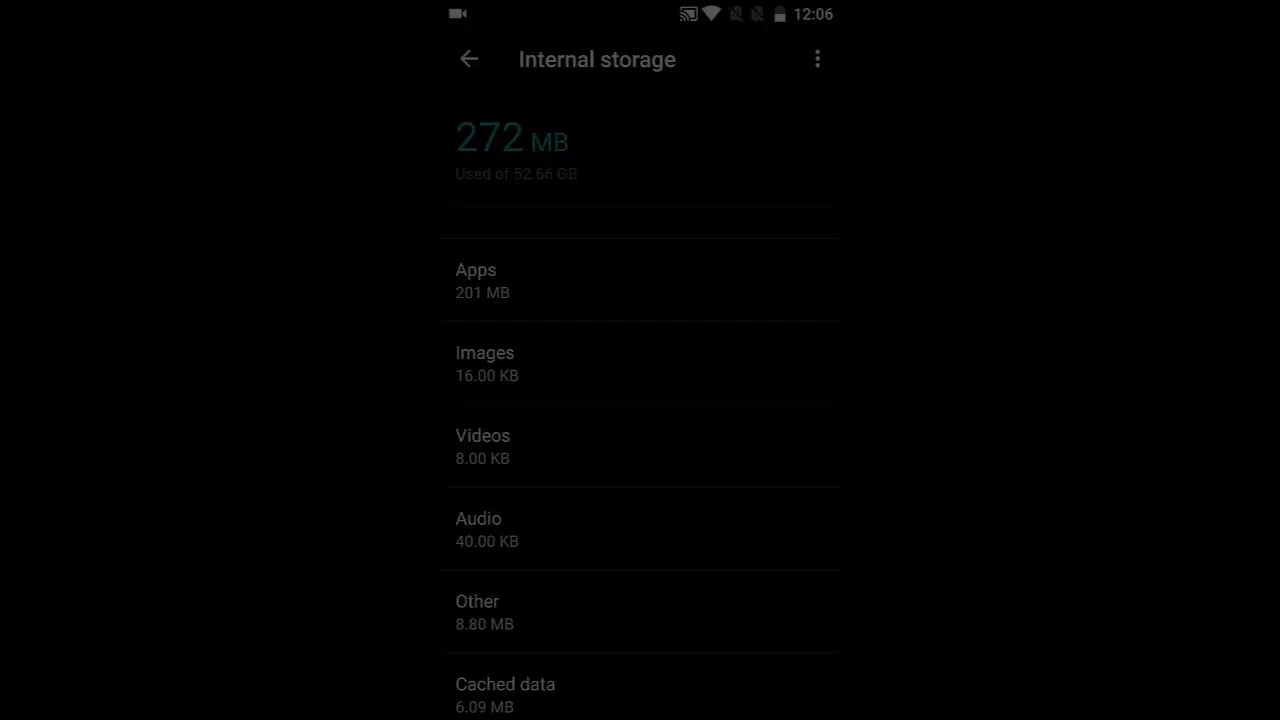 12:06
Internal storage
272 MB
Used of 52.66 GB
Apps
201 MB
Images
16.00 KB
Videos
8.00 KB
Audio
40.00 KB
Other
8.80 MB
Cached data
6.09 MB